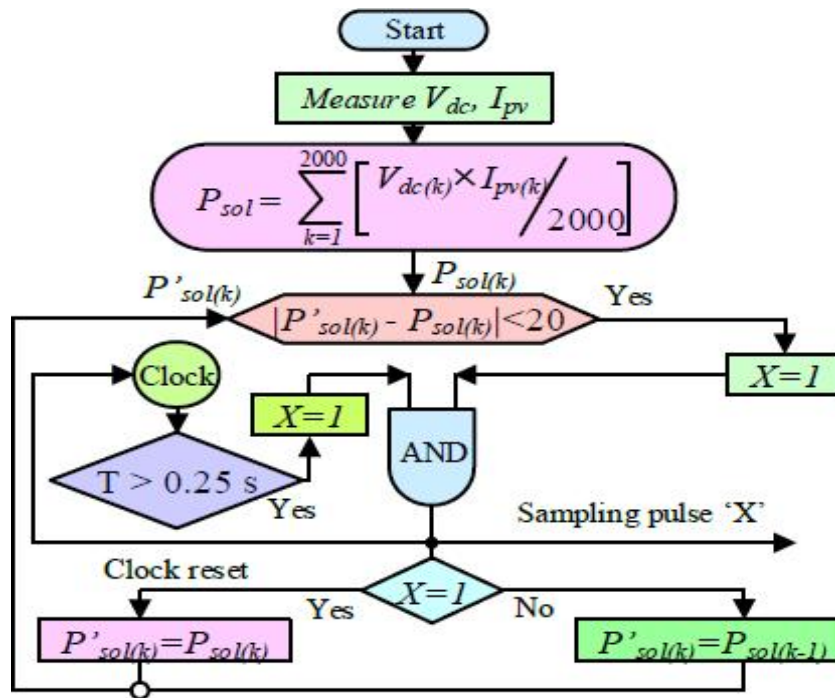 Start
Measure V_dc, I_pv
P_sol = ∑_{k=1}^{2000} [V_dc(k) × I_pv(k) / 2000]
P'_sol(k)
P_sol(k)
|P'_sol(k) - P_sol(k)|<20
Yes
X=1
Clock
X=1
AND
T > 0.25 s
Yes
Sampling pulse ‘X’
Clock reset
X=1
Yes
No
P'_sol(k)=P_sol(k)
P'_sol(k)=P_sol(k-1)